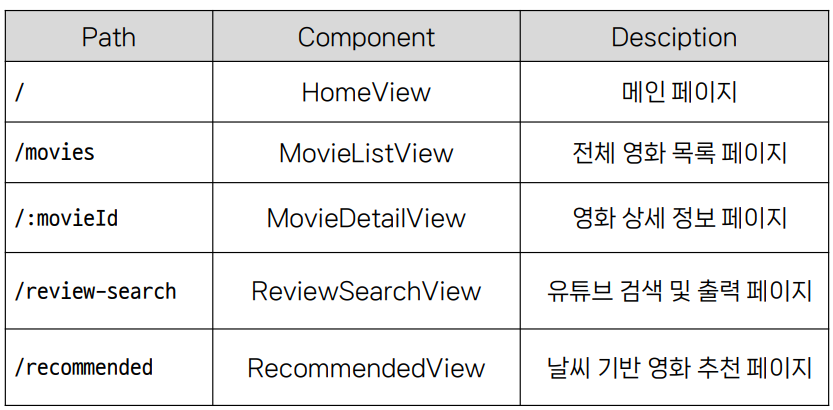 Path Component Desciption
/ HomeView 메인 페이지
/movies MovieListView 전체 영화 목록 페이지
/:movieId MovieDetailView 영화 상세 정보 페이지
/review-search ReviewSearchView 유튜브 검색 및 출력 페이지
/recommended RecommendedView 날씨 기반 영화 추천 페이지